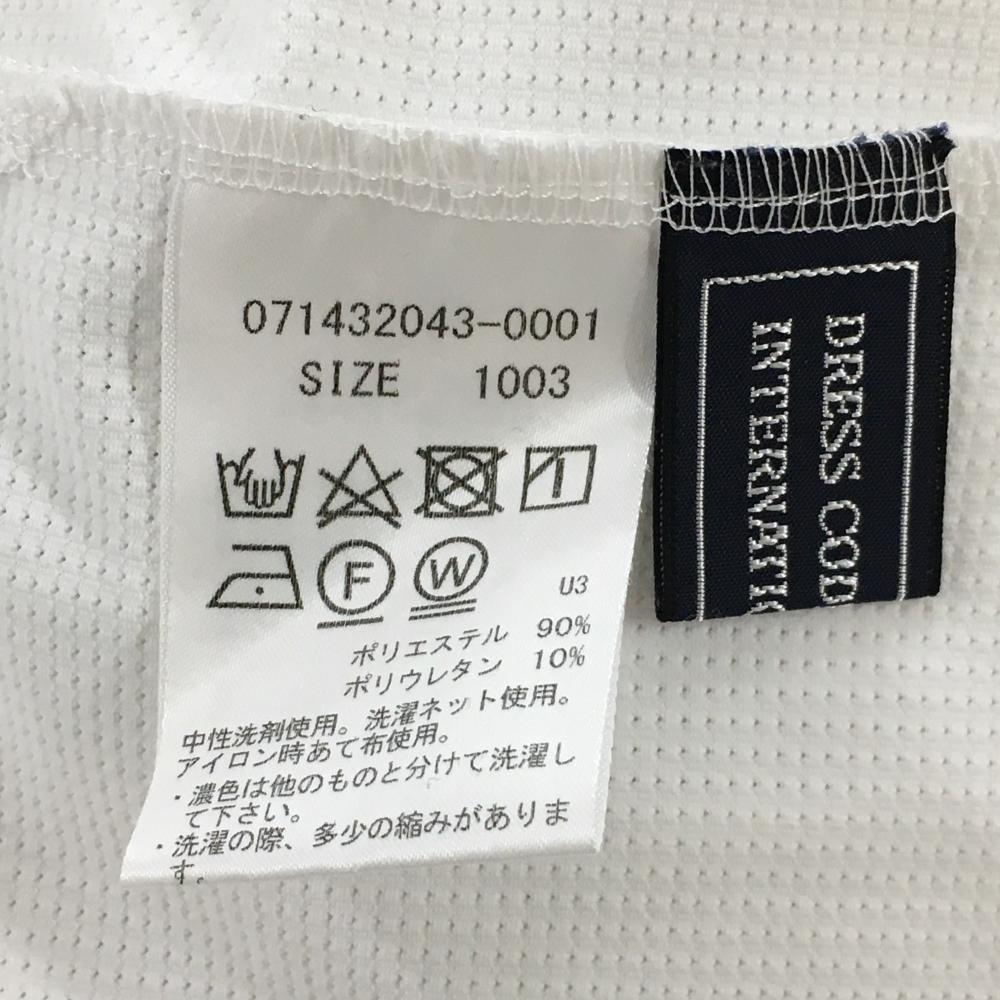 071432043-0001
SIZE 1003
F
W
U3
ポリエステル 90%
ポリウレタン 10%
中性洗剤使用。洗濯ネット使用。
アイロン時あて布使用。
・濃色は他のものと分けて洗濯し
て下さい。
・洗濯の際、多少の縮みがありま
す。
DRESS COD
INTERNATI